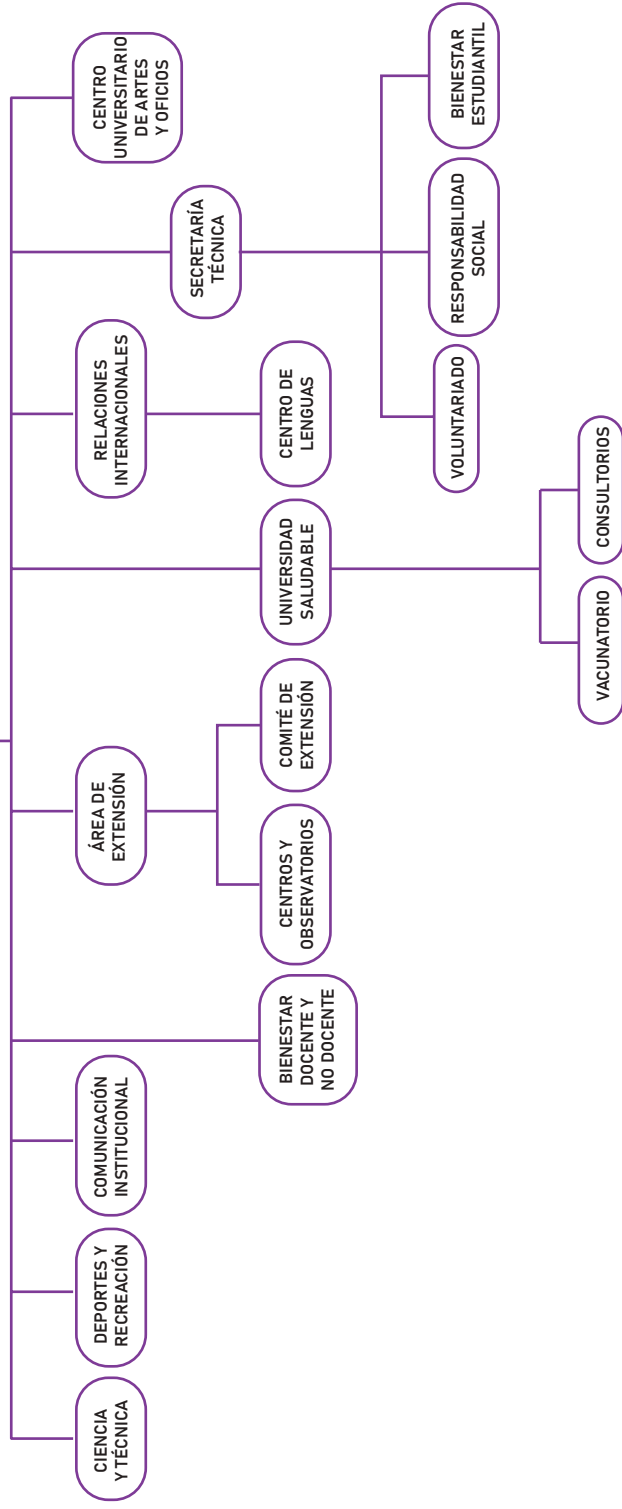 CIENCIA
Y TÉCNICA
DEPORTES Y
RECREACIÓN
COMUNICACIÓN
INSTITUCIONAL
ÁREA DE
EXTENSIÓN
RELACIONES
INTERNACIONALES
CENTRO
UNIVERSITARIO
DE ARTES
Y OFICIOS
SECRETARÍA
TÉCNICA
BIENESTAR
DOCENTE Y
NO DOCENTE
CENTROS Y
OBSERVATORIOS
COMITÉ DE
EXTENSIÓN
UNIVERSIDAD
SALUDABLE
CENTRO DE
LENGUAS
VOLUNTARIADO
RESPONSABILIDAD
SOCIAL
BIENESTAR
ESTUDIANTIL
VACUNATORIO
CONSULTORIOS